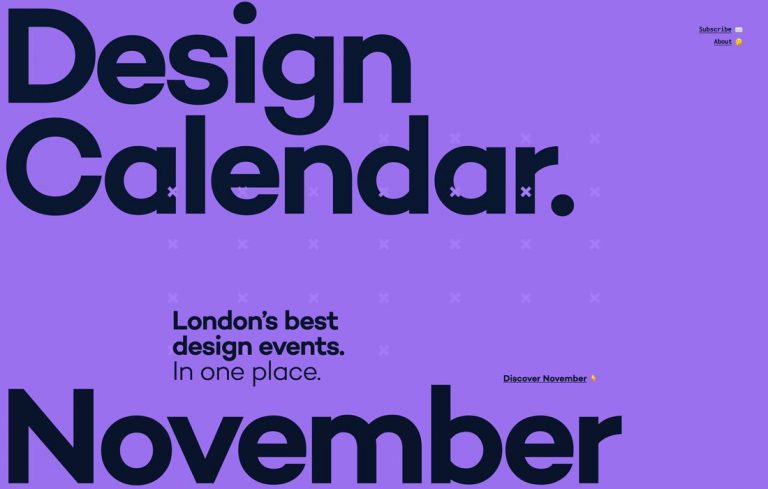 Design
Calendar.
Subscribe
About
London's best
design events.
In one place.
Discover November
November